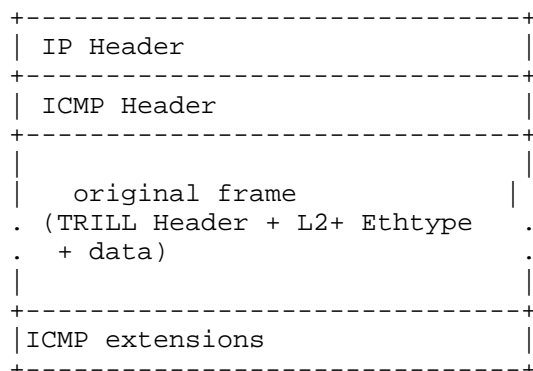 +------------------------------+
| IP Header                    |
+------------------------------+
| ICMP Header                  |
+------------------------------+
|                              |
|   original frame            |
. (TRILL Header + L2+ Ethtype  .
.  + data)                     .
|                              |
+------------------------------+
|ICMP extensions               |
+------------------------------+